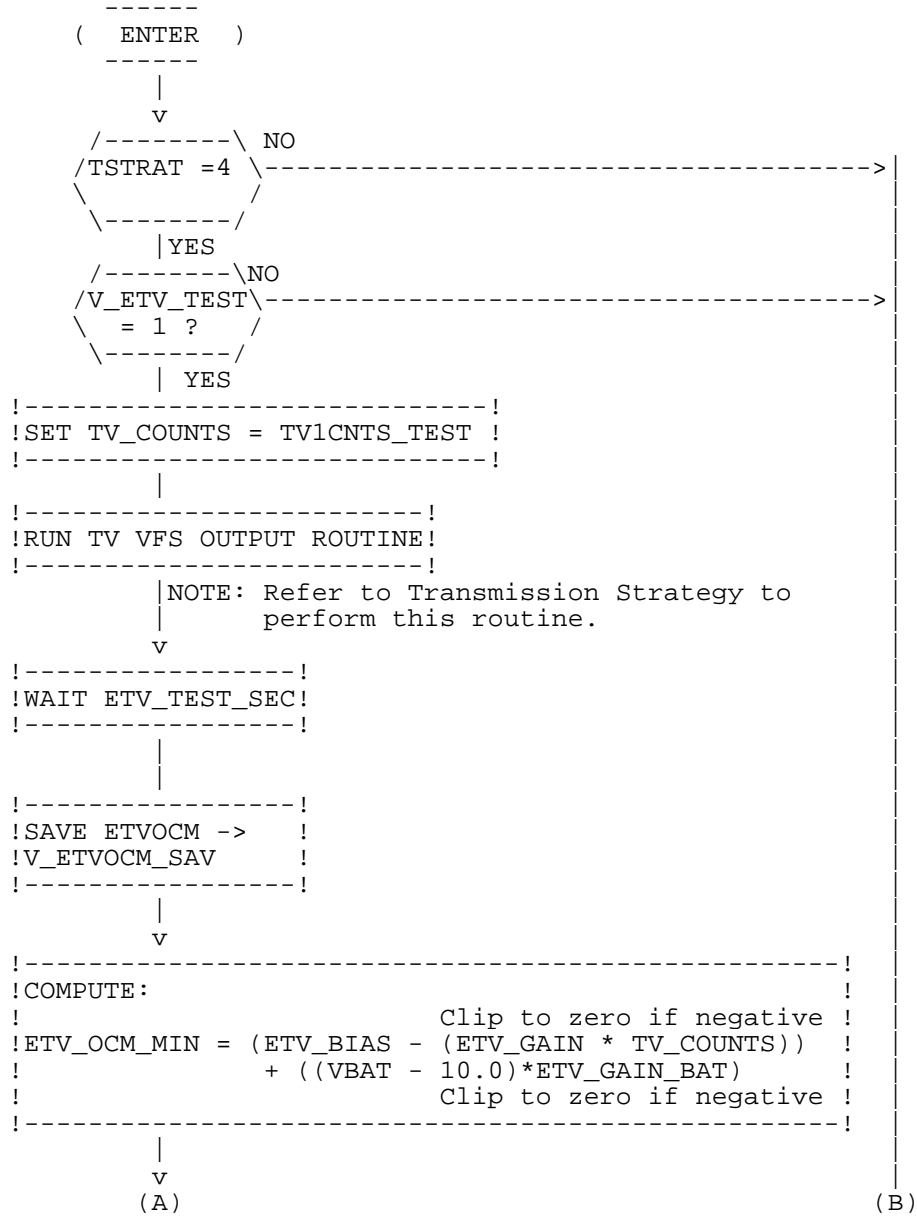 ( ENTER )
NO
TSTRAT =4
YES
NO
V_ETV_TEST
= 1 ?
YES
SET TV_COUNTS = TV1CNTS_TEST
RUN TV VFS OUTPUT ROUTINE
NOTE: Refer to Transmission Strategy to
perform this routine.
v
WAIT ETV_TEST_SEC
SAVE ETVOCM ->
V_ETVOCM_SAV
v
COMPUTE:
Clip to zero if negative
ETV_OCM_MIN = (ETV_BIAS - (ETV_GAIN * TV_COUNTS))
+ ((VBAT - 10.0)*ETV_GAIN_BAT)
Clip to zero if negative
v
(A) (B)